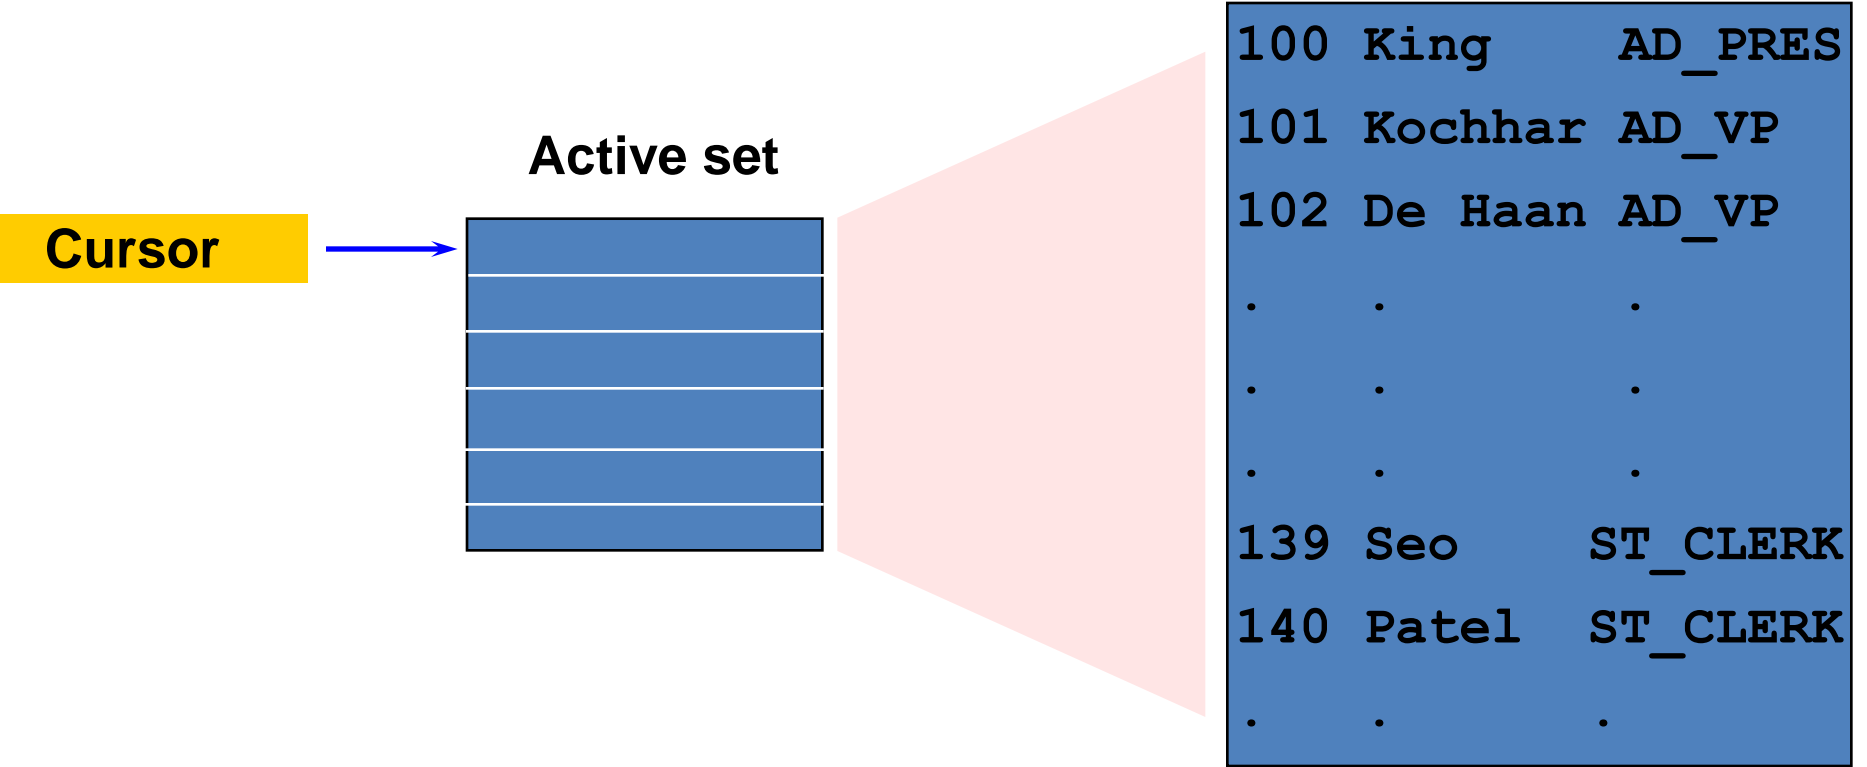 Cursor
Active set
100 King AD_PRES
101 Kochhar AD_VP
102 De Haan AD_VP
. . .
. . .
. . .
139 Seo ST_CLERK
140 Patel ST_CLERK
. . .